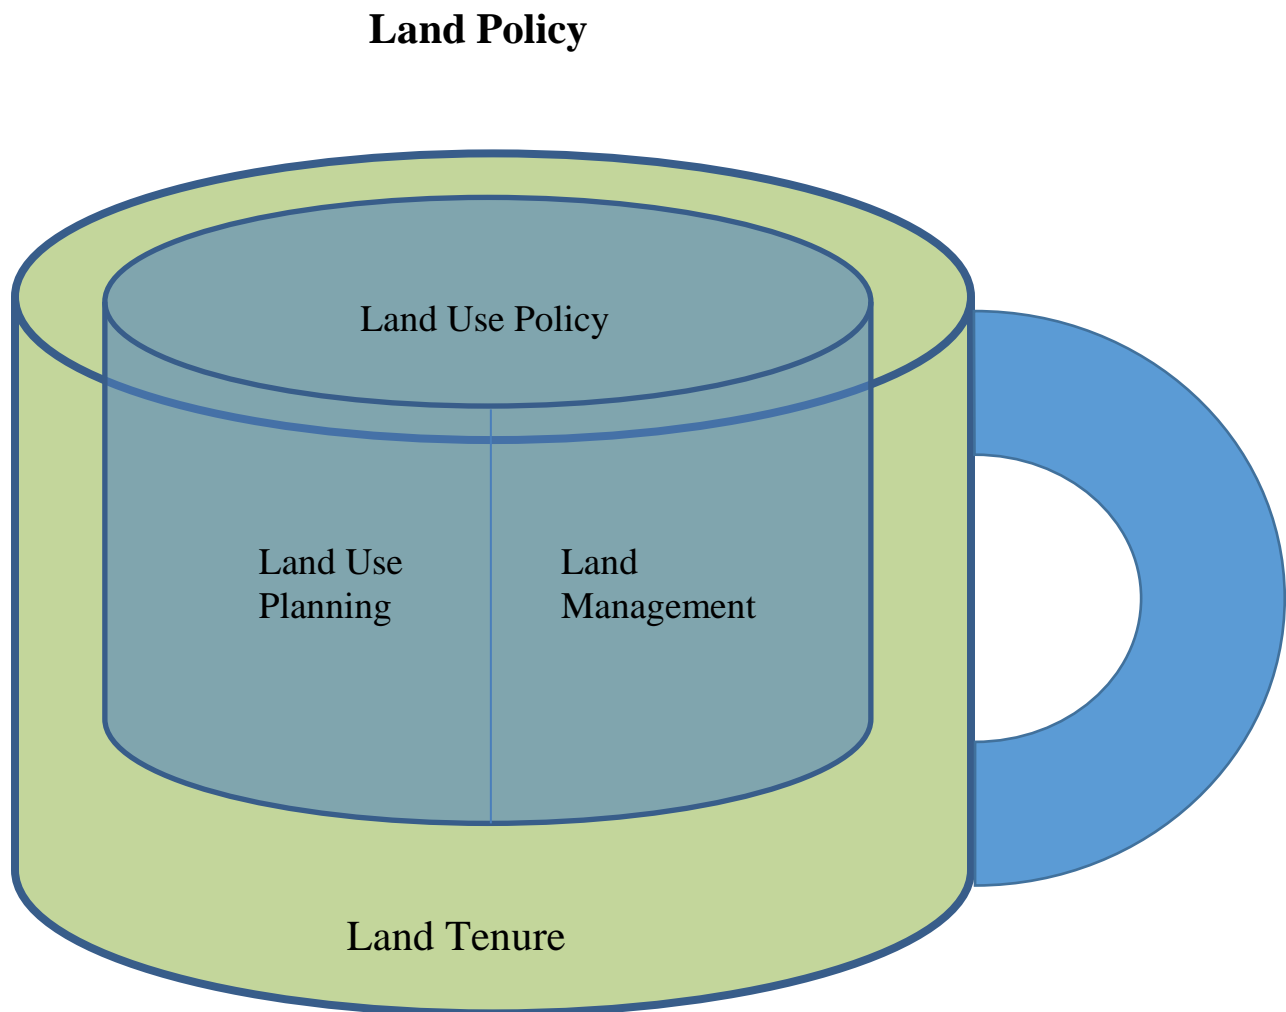 Land Policy
Land Use Policy
Land Use
Planning
Land
Management
Land Tenure